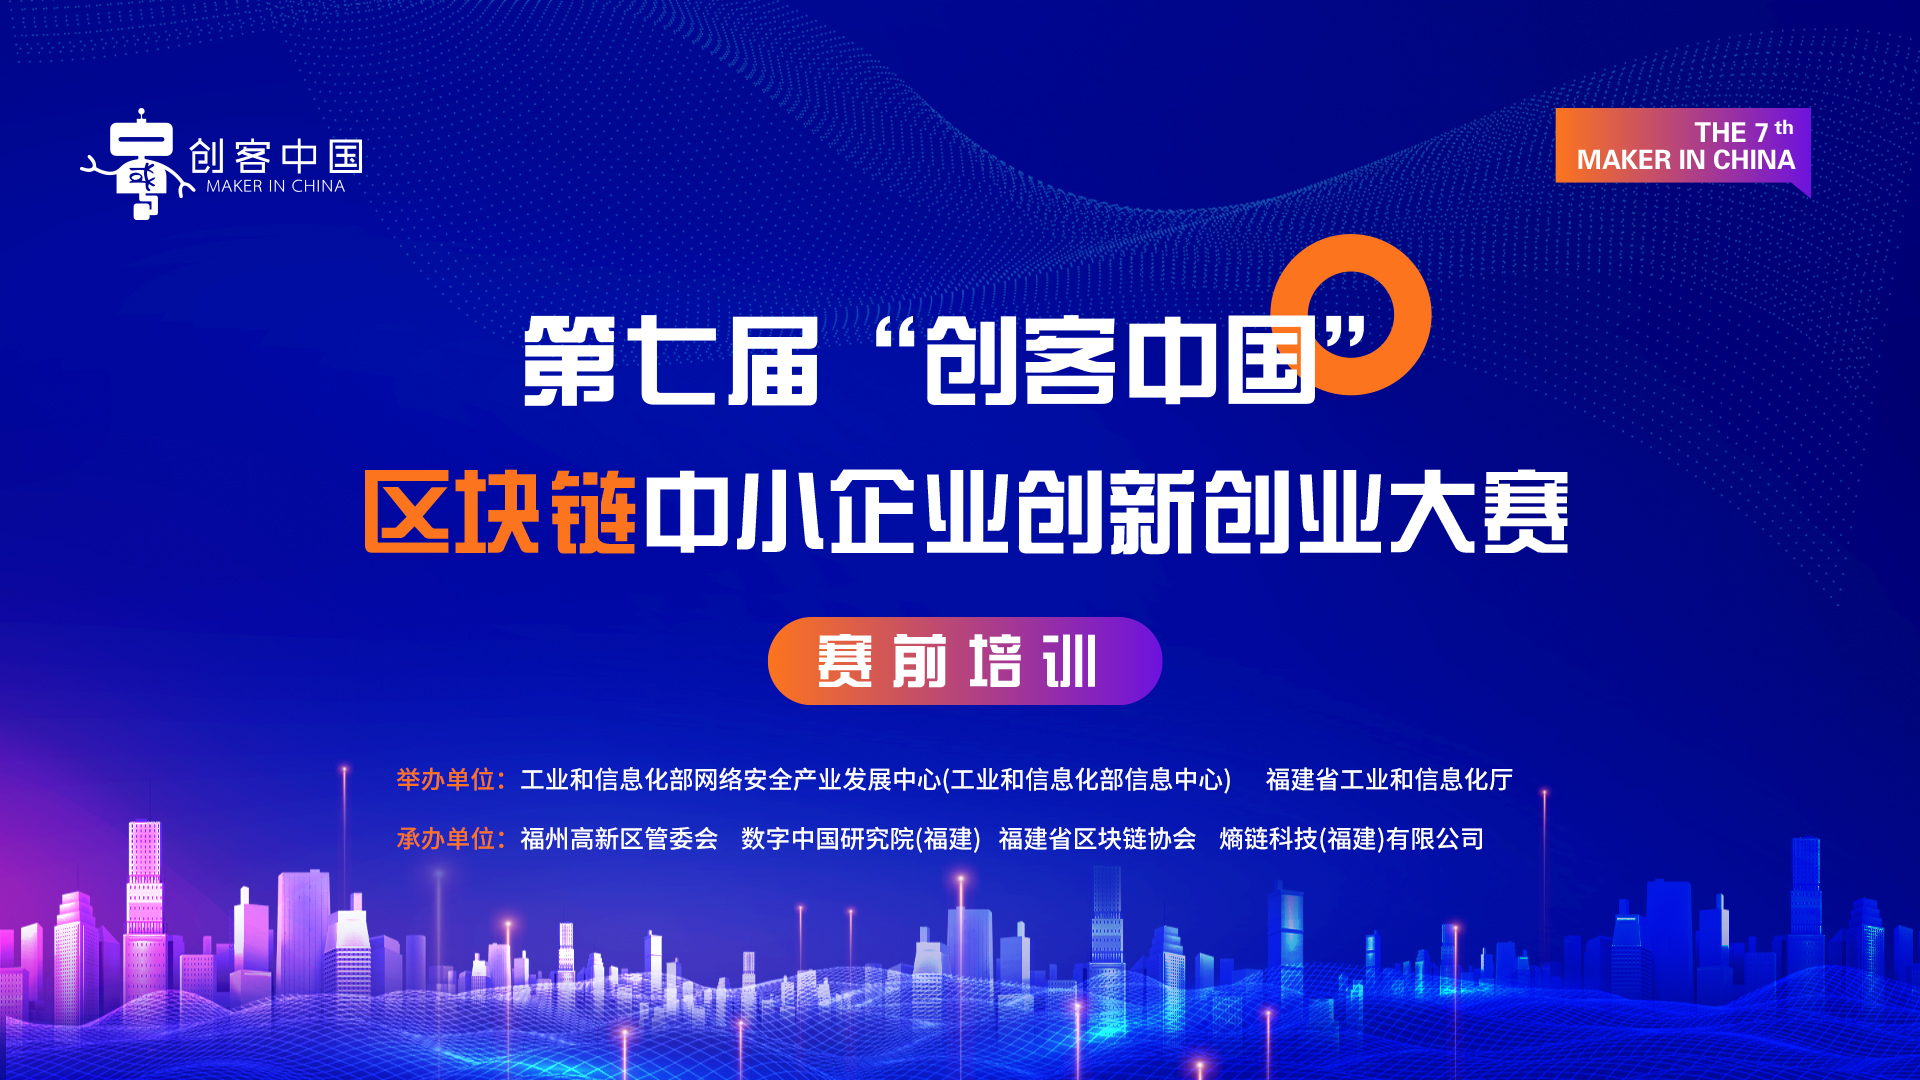 创客中国
MAKER IN CHINA
THE 7th
MAKER IN CHINA
第七届“创客中国”
区块链中小企业创新创业大赛
赛前培训
举办单位：工业和信息化部网络安全产业发展中心(工业和信息化部信息中心) 福建省工业和信息化厅
承办单位：福州高新区管委会 数字中国研究院(福建) 福建省区块链协会 熵链科技(福建)有限公司